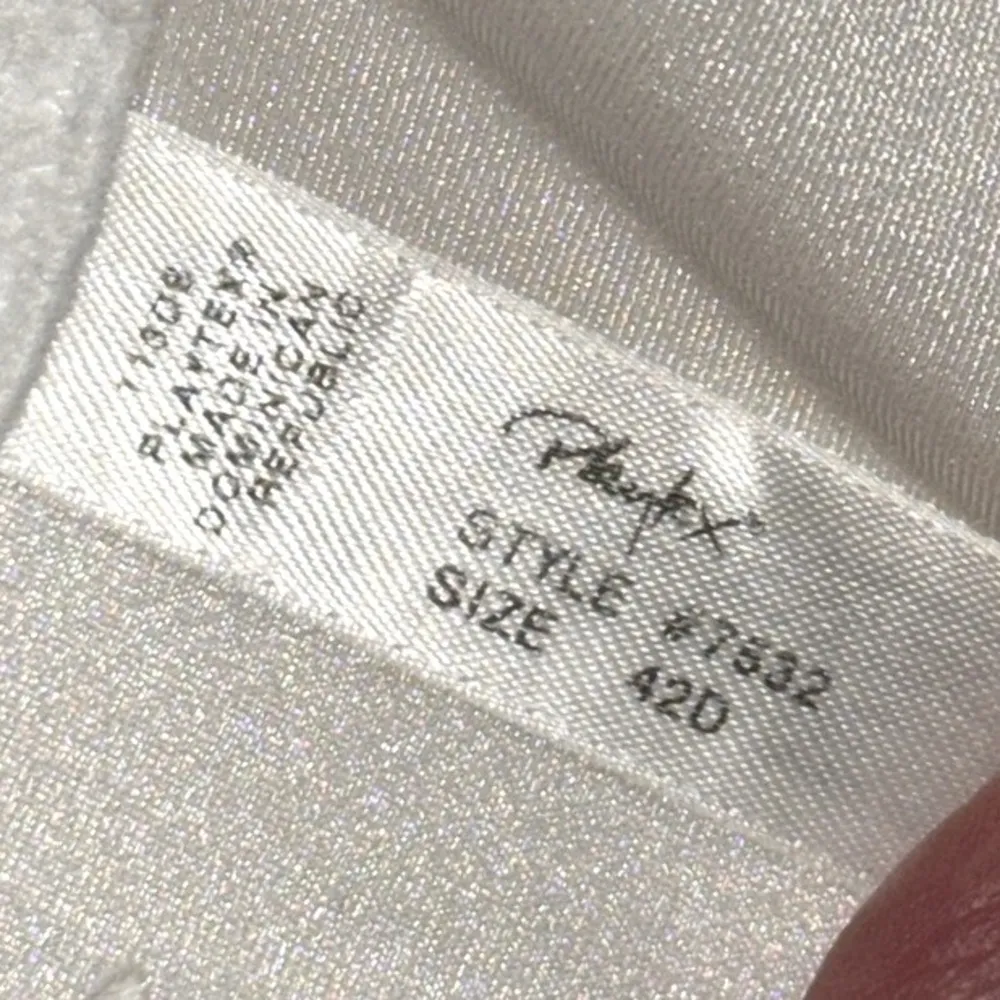 PLAYTEX®
MADE IN
DOMINICAN
REPUBLIC
Playtex®
STYLE #7532
SIZE 42D